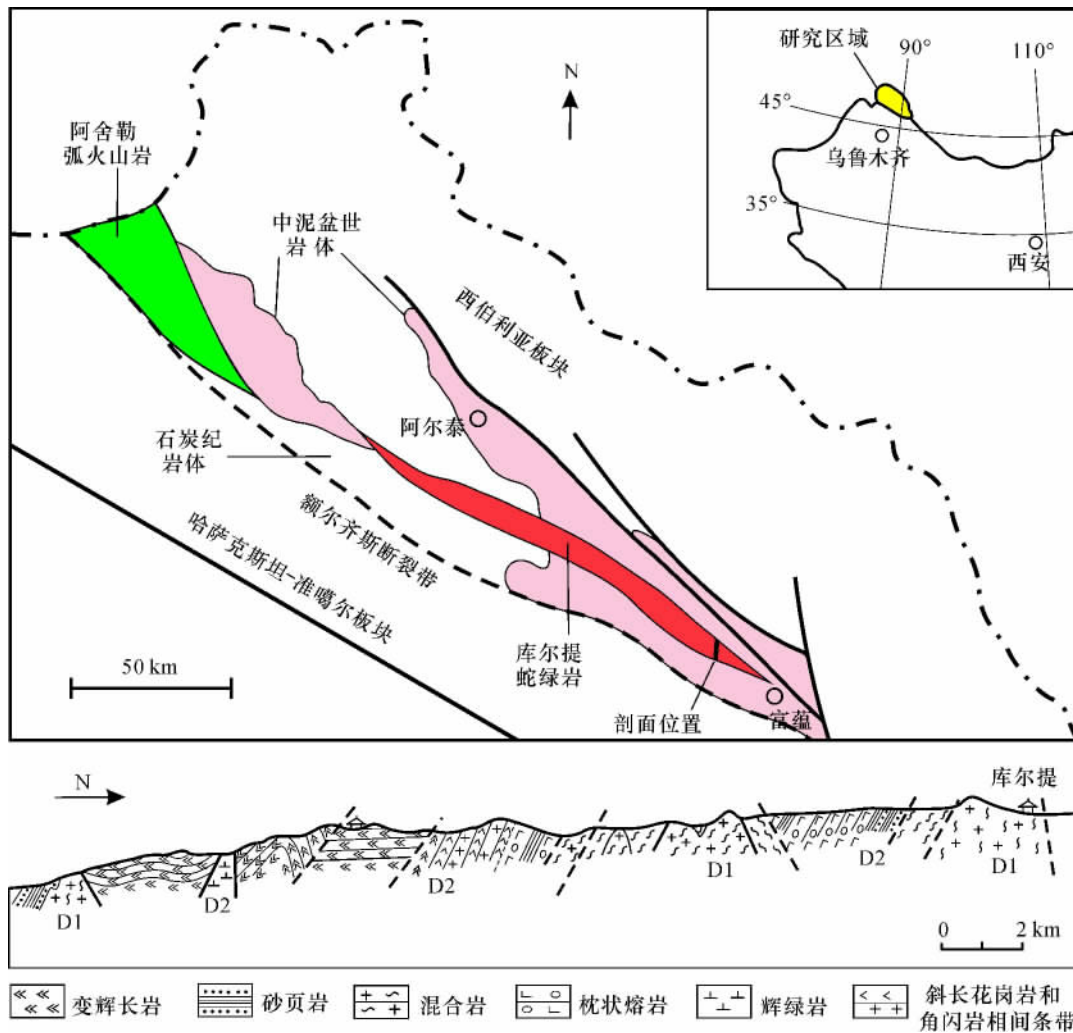 研究区域
90°
110°
45°
乌鲁木齐
35°
西安
N
阿舍勒
弧火山岩
中泥盆世
岩体
西伯利亚板块
阿尔泰
石炭纪
岩体
额尔齐斯断裂带
哈萨克斯坦-准噶尔板块
50 km
库尔提
蛇绿岩
剖面位置
富蕴
N
库尔提
D1
D2
D2
D1
D2
D1
0 2 km
变辉长岩
砂页岩
混合岩
枕状熔岩
辉绿岩
斜长花岗岩和
角闪岩相间条带